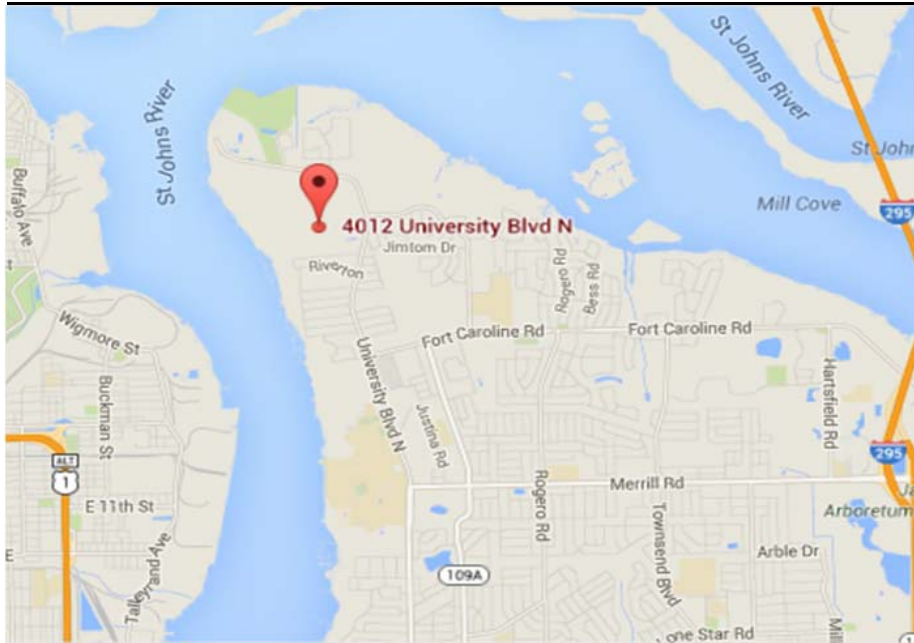 St Johns River
St Johns River
St John
295
Mill Cove
Buffalo Ave
4012 University Blvd N
Jimtom Dr
Riverton
Rogero Rd
Bess Rd
Wigmore St
Fort Caroline Rd
Fort Caroline Rd
University Blvd N
Buckman St
Justina Rd
Hartsfield Rd
ALT
1
295
Merrill Rd
E 11th St
Rogero Rd
Townsend Blvd
Ja
Arboretum
Talleyrand Ave
E
109A
Arble Dr
Mil
one Star Rd